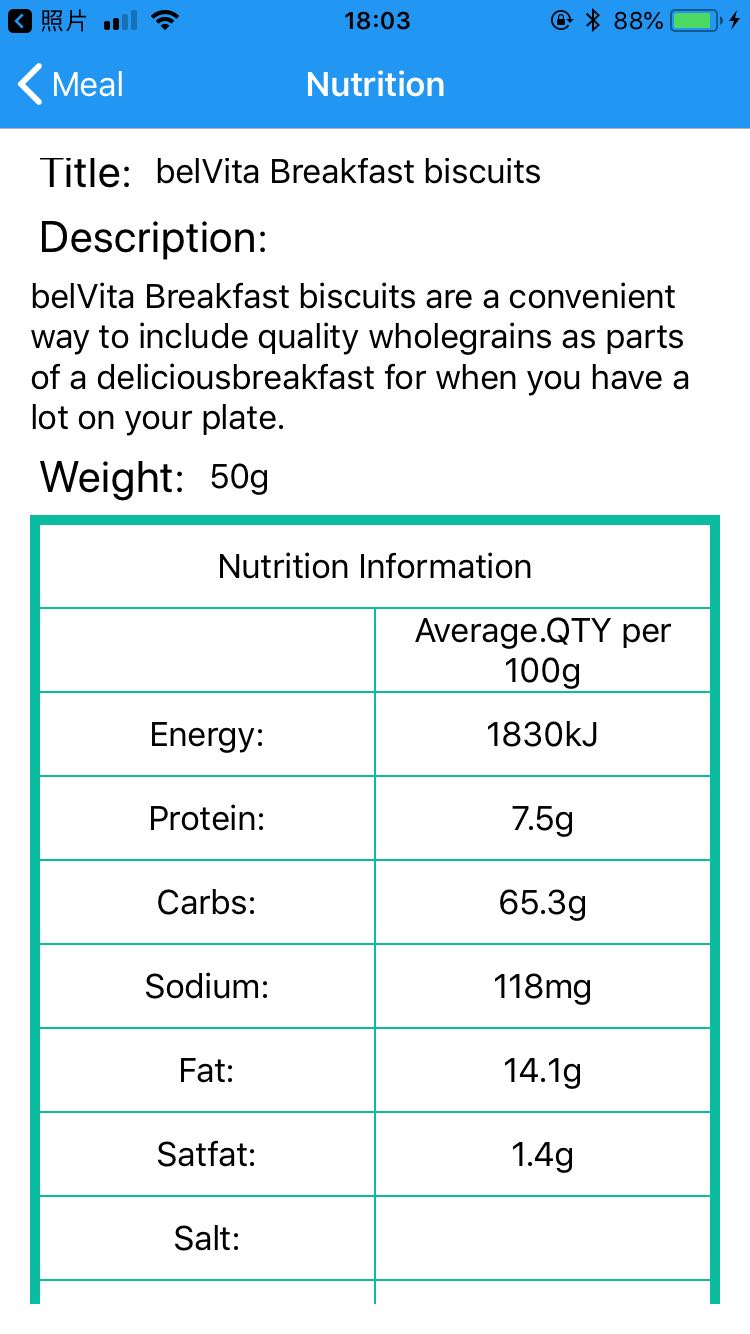 照片 18:03 88%
Meal Nutrition
Title: belVita Breakfast biscuits
Description:
belVita Breakfast biscuits are a convenient
way to include quality wholegrains as parts
of a deliciousbreakfast for when you have a
lot on your plate.
Weight: 50g
Nutrition Information
Average.QTY per
100g
Energy: 1830kJ
Protein: 7.5g
Carbs: 65.3g
Sodium: 118mg
Fat: 14.1g
Satfat: 1.4g
Salt: